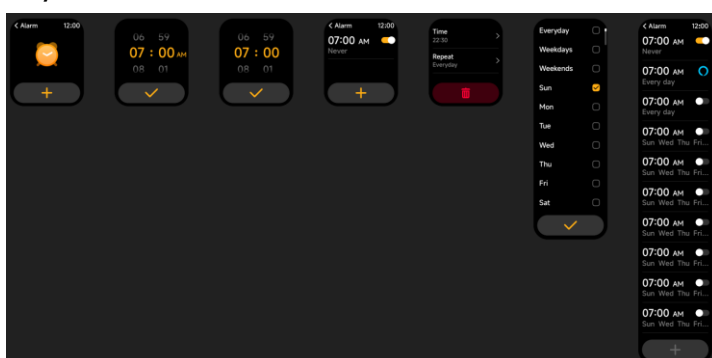 < Alarm 12:00
06 59
07 : 00 AM
08 01
06 59
07 : 00
08 01
< Alarm 12:00
07:00 AM
Never
Time
22:30
Repeat
Everyday
Everyday
Weekdays
Weekends
Sun
Mon
Tue
Wed
Thu
Fri
Sat
< Alarm 12:00
07:00 AM
Never
07:00 AM
Every day
07:00 AM
Every day
07:00 AM
Sun Wed Thu Fri...
07:00 AM
Sun Wed Thu Fri...
07:00 AM
Sun Wed Thu Fri...
07:00 AM
Sun Wed Thu Fri...
07:00 AM
Sun Wed Thu Fri...
07:00 AM
Sun Wed Thu Fri...
07:00 AM
Sun Wed Thu Fri...